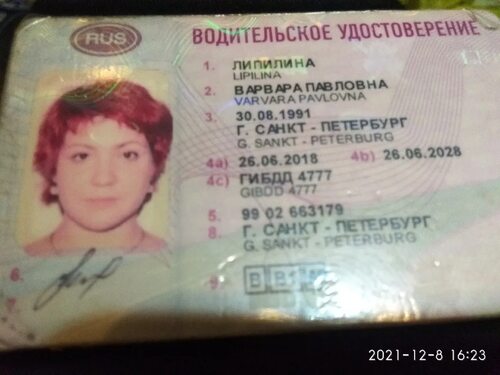 RUS
ВОДИТЕЛЬСКОЕ УДОСТОВЕРЕНИЕ
1. ЛИПИЛИНА
LIPILINA
2. ВАРВАРА ПАВЛОВНА
VARVARA PAVLOVNA
3. 30.08.1991
Г. САНКТ - ПЕТЕРБУРГ
G. SANKT - PETERBURG
4a) 26.06.2018 4b) 26.06.2028
4c) ГИБДД 4777
GIBDD 4777
5. 99 02 663179
8. Г. САНКТ - ПЕТЕРБУРГ
G. SANKT - PETERBURG
6.
7.
9. B B1
2021-12-8 16:23